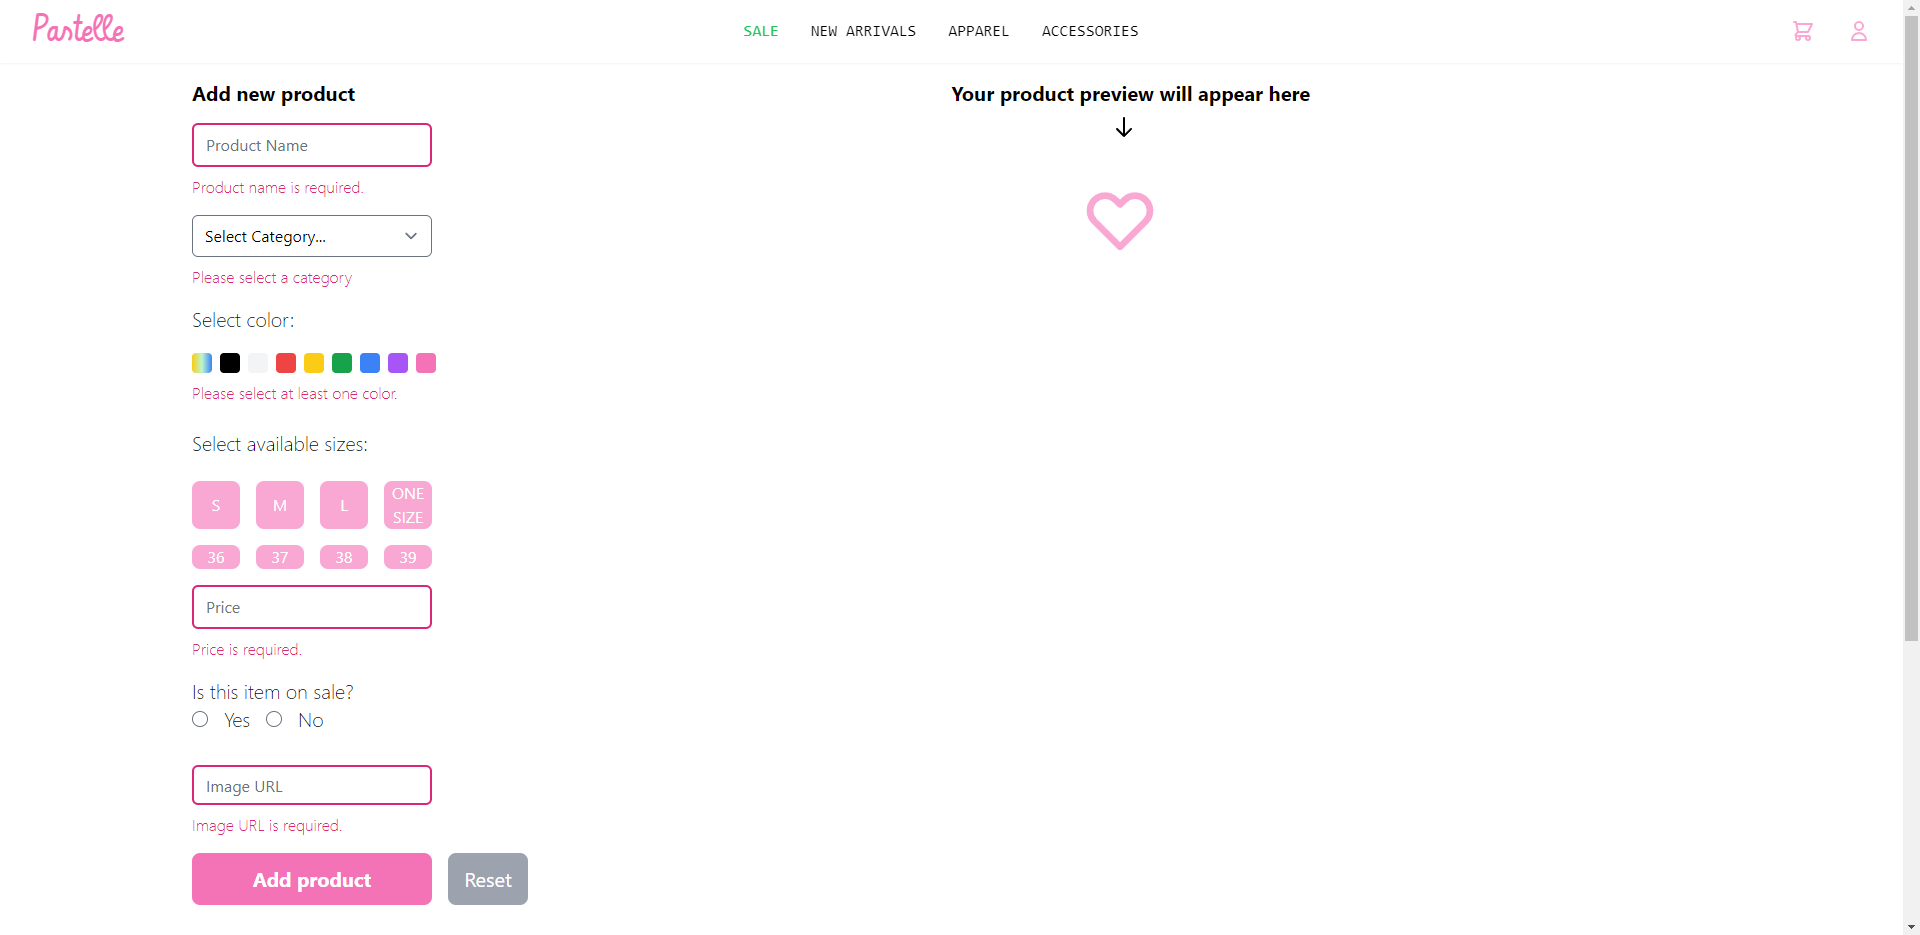 Pastelle
SALE NEW ARRIVALS APPAREL ACCESSORIES
Add new product
Product Name
Product name is required.
Select Category...
Please select a category
Select color:
Please select at least one color.
Select available sizes:
S M L ONE SIZE
36 37 38 39
Price
Price is required.
Is this item on sale?
Yes No
Image URL
Image URL is required.
Add product Reset
Your product preview will appear here